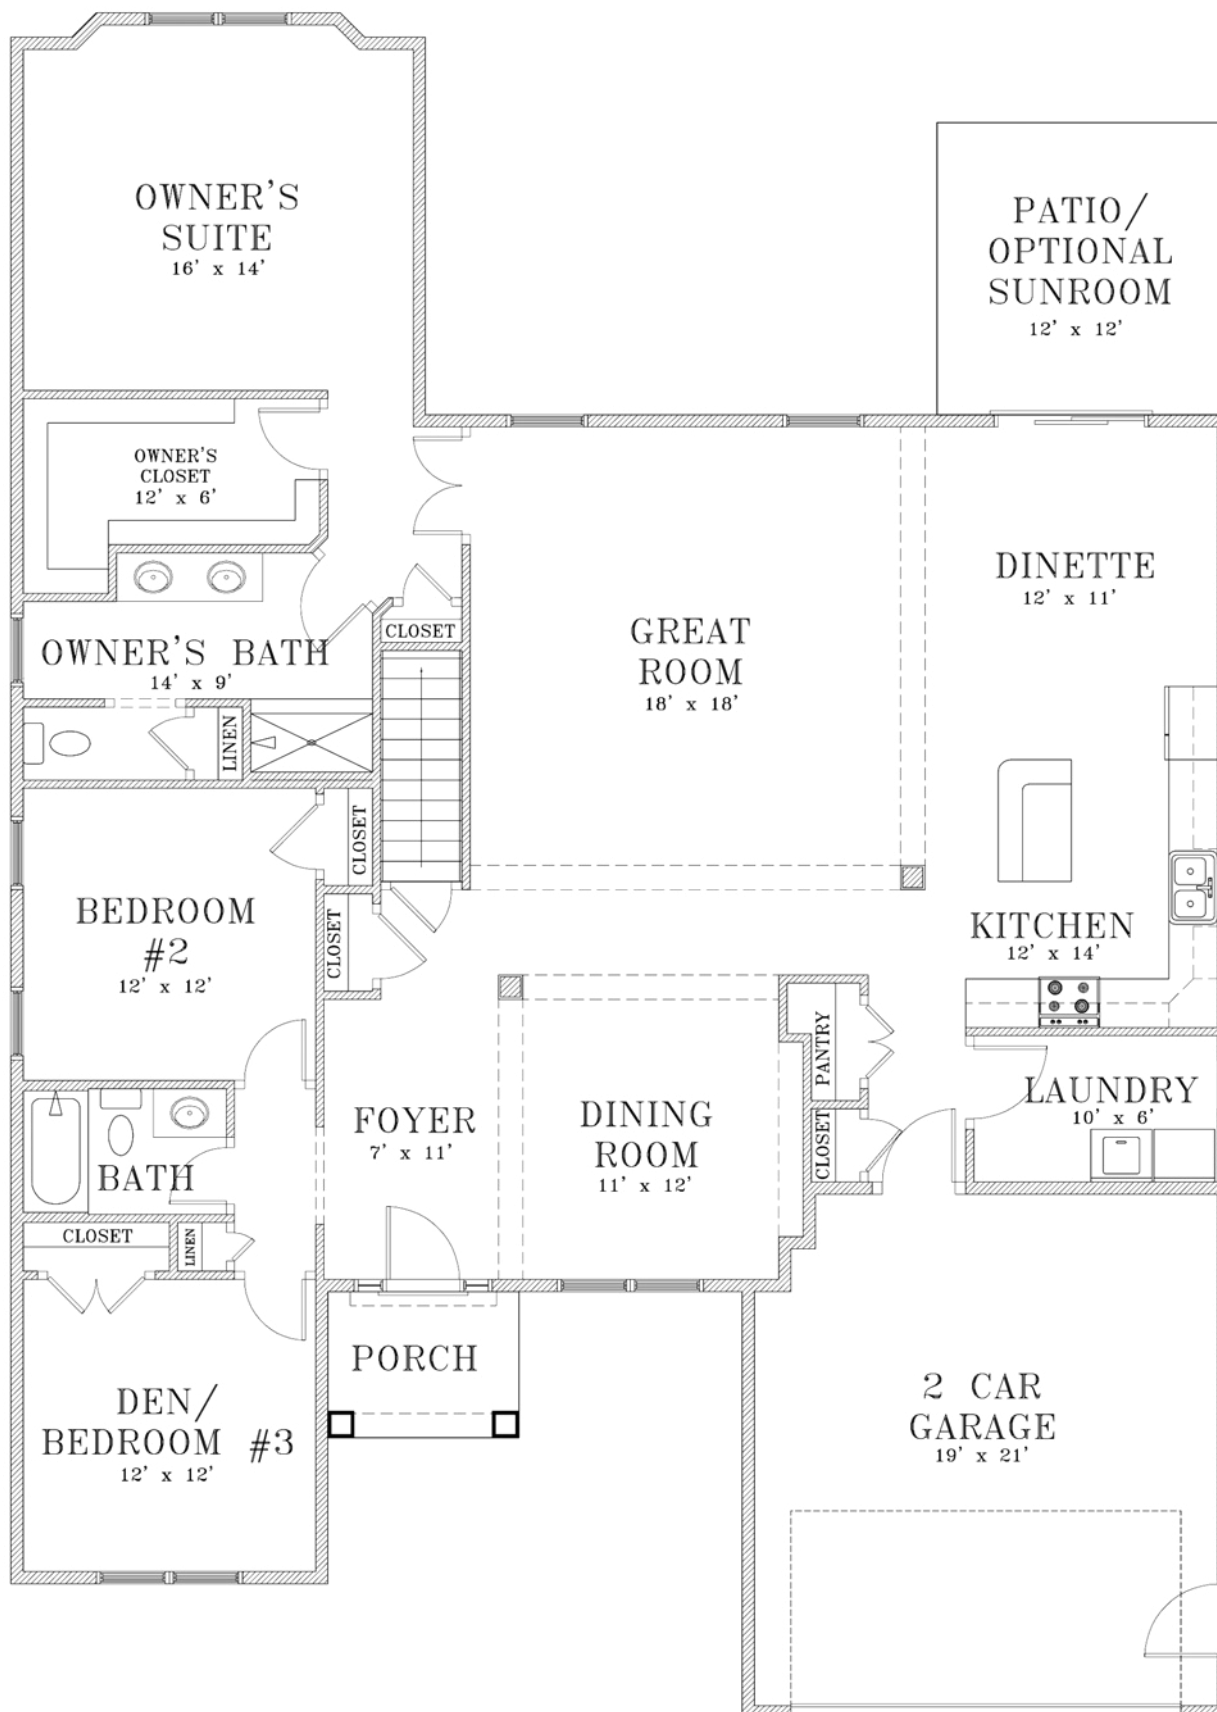 OWNER'S
SUITE
16' x 14'
PATIO/
OPTIONAL
SUNROOM
12' x 12'
OWNER'S
CLOSET
12' x 6'
DINETTE
12' x 11'
CLOSET
GREAT
ROOM
18' x 18'
OWNER'S BATH
14' x 9'
LINEN
CLOSET
BEDROOM
#2
12' x 12'
CLOSET
KITCHEN
12' x 14'
PANTRY
LAUNDRY
10' x 6'
FOYER
7' x 11'
DINING
ROOM
11' x 12'
CLOSET
BATH
CLOSET
LINEN
PORCH
DEN/
BEDROOM #3
12' x 12'
2 CAR
GARAGE
19' x 21'